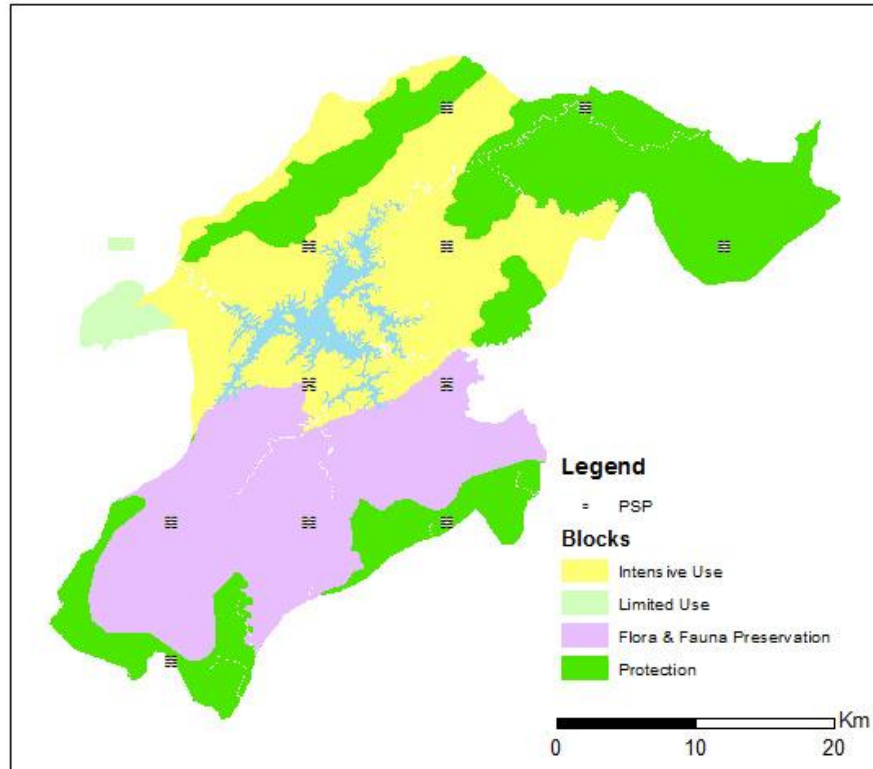 Legend
PSP
Blocks
Intensive Use
Limited Use
Flora & Fauna Preservation
Protection
Km
0 10 20